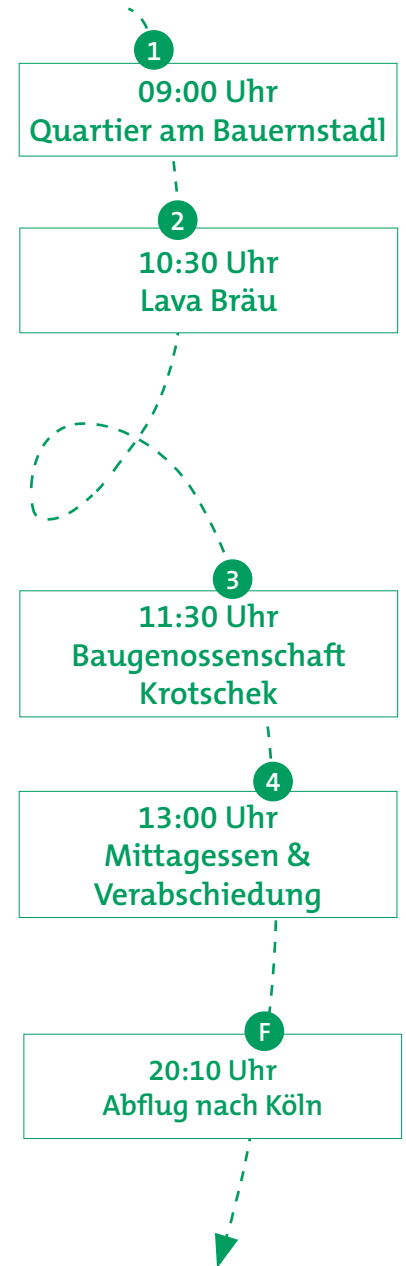 1
09:00 Uhr
Quartier am Bauernstadl
2
10:30 Uhr
Lava Bräu
3
11:30 Uhr
Baugenossenschaft
Krotschek
4
13:00 Uhr
Mittagessen &
Verabschiedung
F
20:10 Uhr
Abflug nach Köln